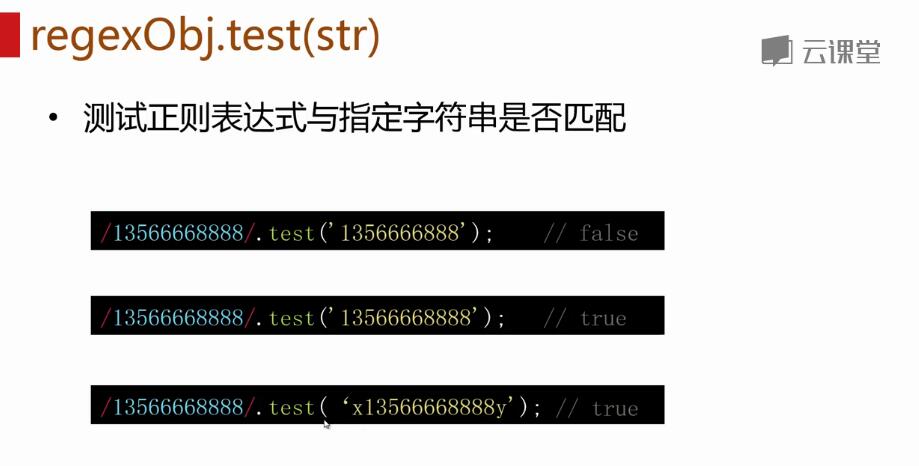 regexObj.test(str)
云课堂
• 测试正则表达式与指定字符串是否匹配
/13566668888/.test('1356666888'); // false
/13566668888/.test('13566668888'); // true
/13566668888/.test( ‘x13566668888y'); // true